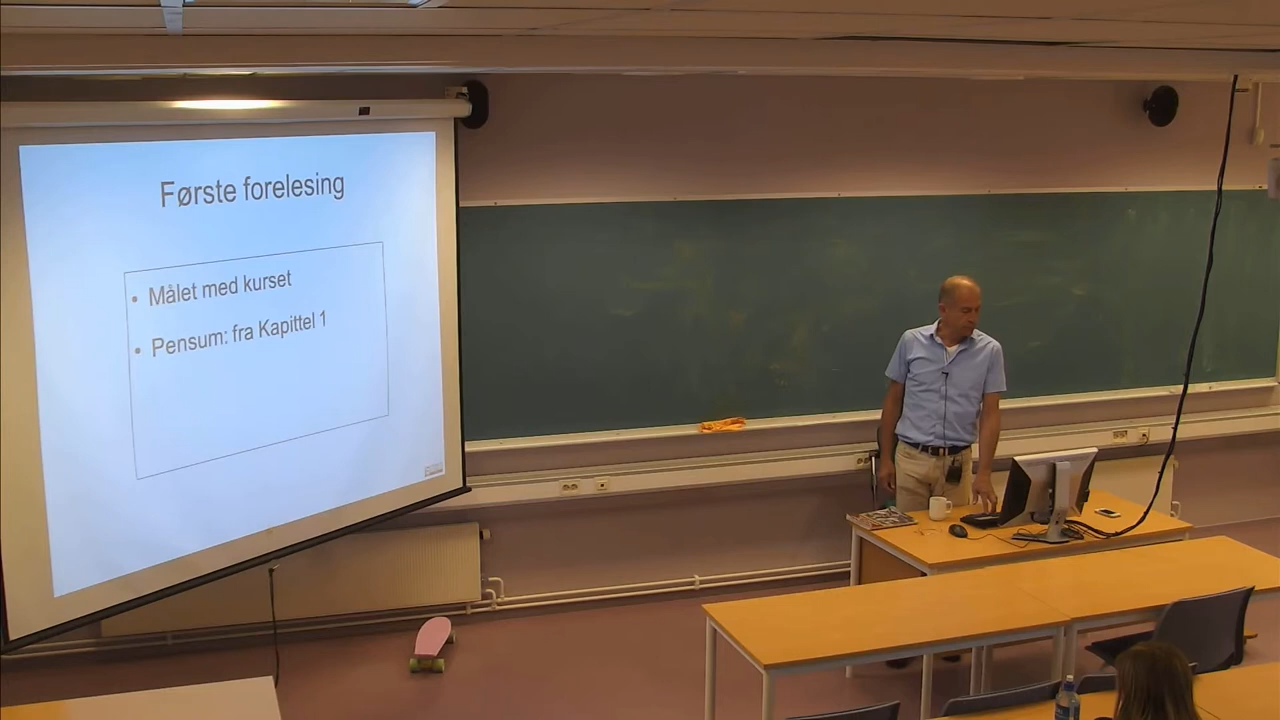 Første forelesing
• Målet med kurset
• Pensum: fra Kapittel 1